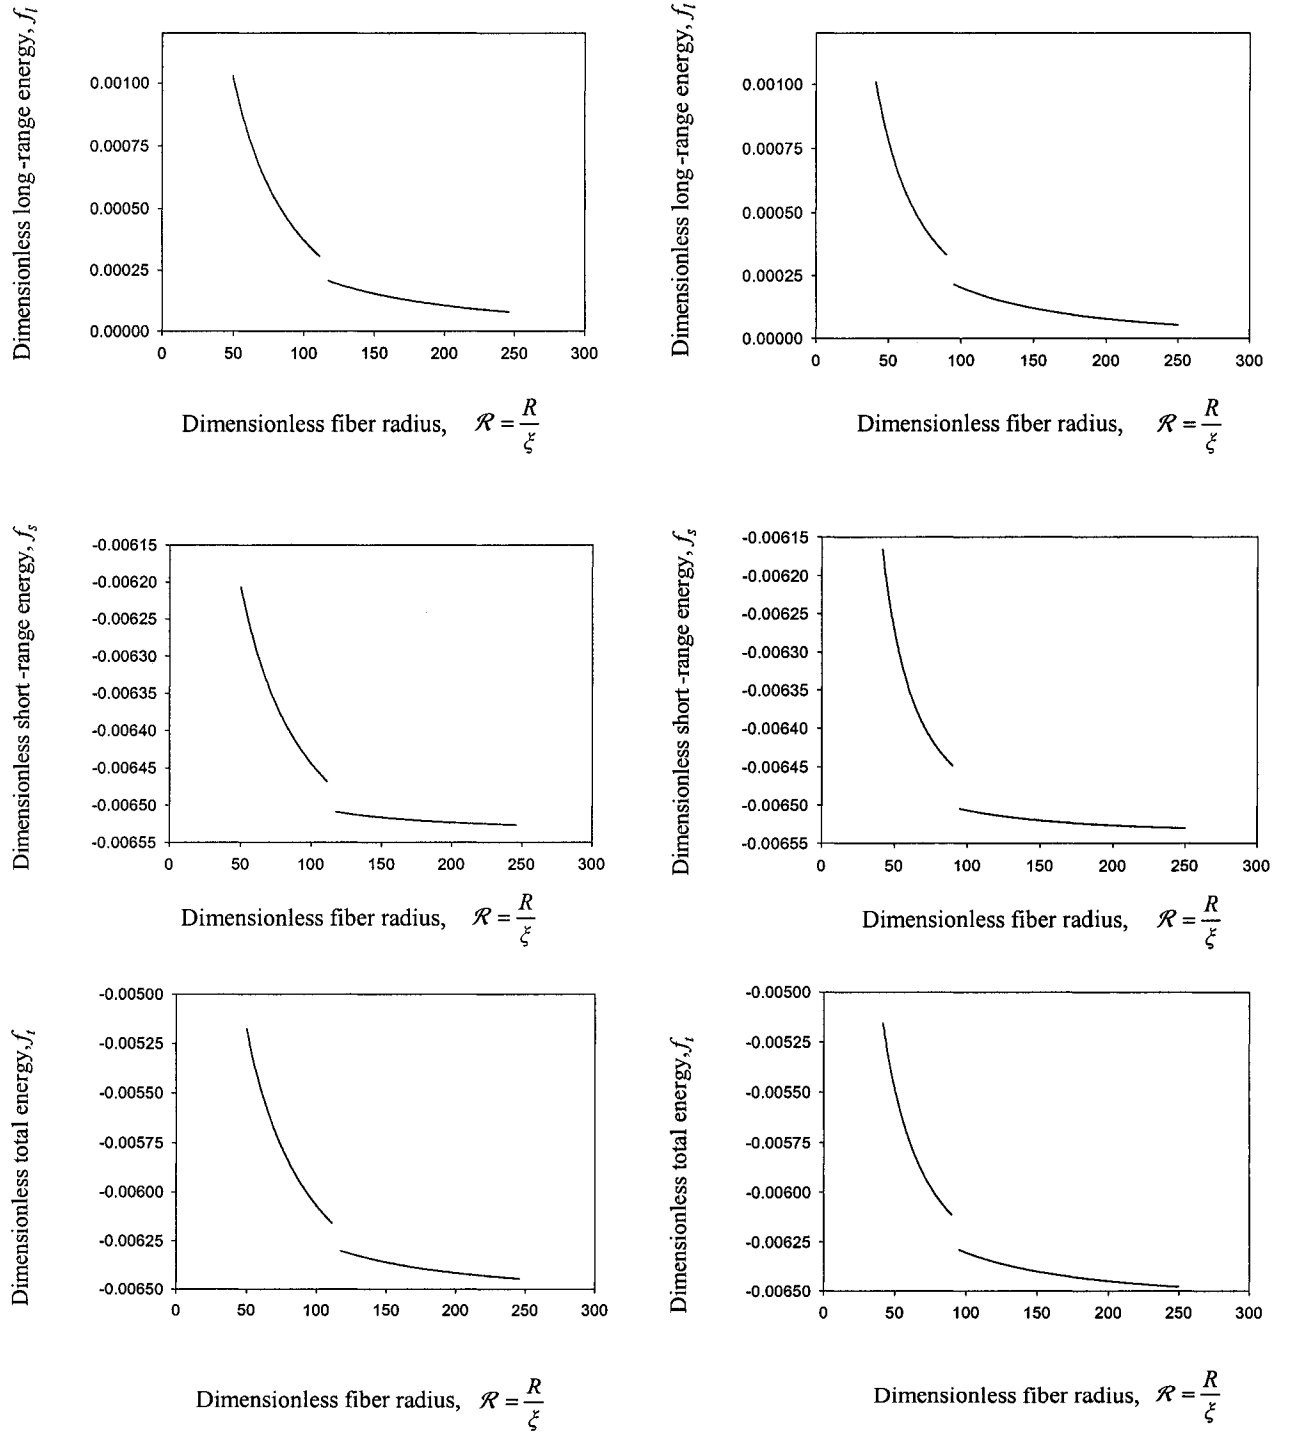 Dimensionless long-range energy, f_l
0.00100
0.00075
0.00050
0.00025
0.00000
0 50 100 150 200 250 300
Dimensionless fiber radius, ℛ = R/ξ
Dimensionless long-range energy, f_l
0.00100
0.00075
0.00050
0.00025
0.00000
0 50 100 150 200 250 300
Dimensionless fiber radius, ℛ = R/ξ
Dimensionless short-range energy, f_s
-0.00615
-0.00620
-0.00625
-0.00630
-0.00635
-0.00640
-0.00645
-0.00650
-0.00655
0 50 100 150 200 250 300
Dimensionless fiber radius, ℛ = R/ξ
Dimensionless short-range energy, f_s
-0.00615
-0.00620
-0.00625
-0.00630
-0.00635
-0.00640
-0.00645
-0.00650
-0.00655
0 50 100 150 200 250 300
Dimensionless fiber radius, ℛ = R/ξ
Dimensionless total energy, f_t
-0.00500
-0.00525
-0.00550
-0.00575
-0.00600
-0.00625
-0.00650
0 50 100 150 200 250 300
Dimensionless fiber radius, ℛ = R/ξ
Dimensionless total energy, f_t
-0.00500
-0.00525
-0.00550
-0.00575
-0.00600
-0.00625
-0.00650
0 50 100 150 200 250 300
Dimensionless fiber radius, ℛ = R/ξ